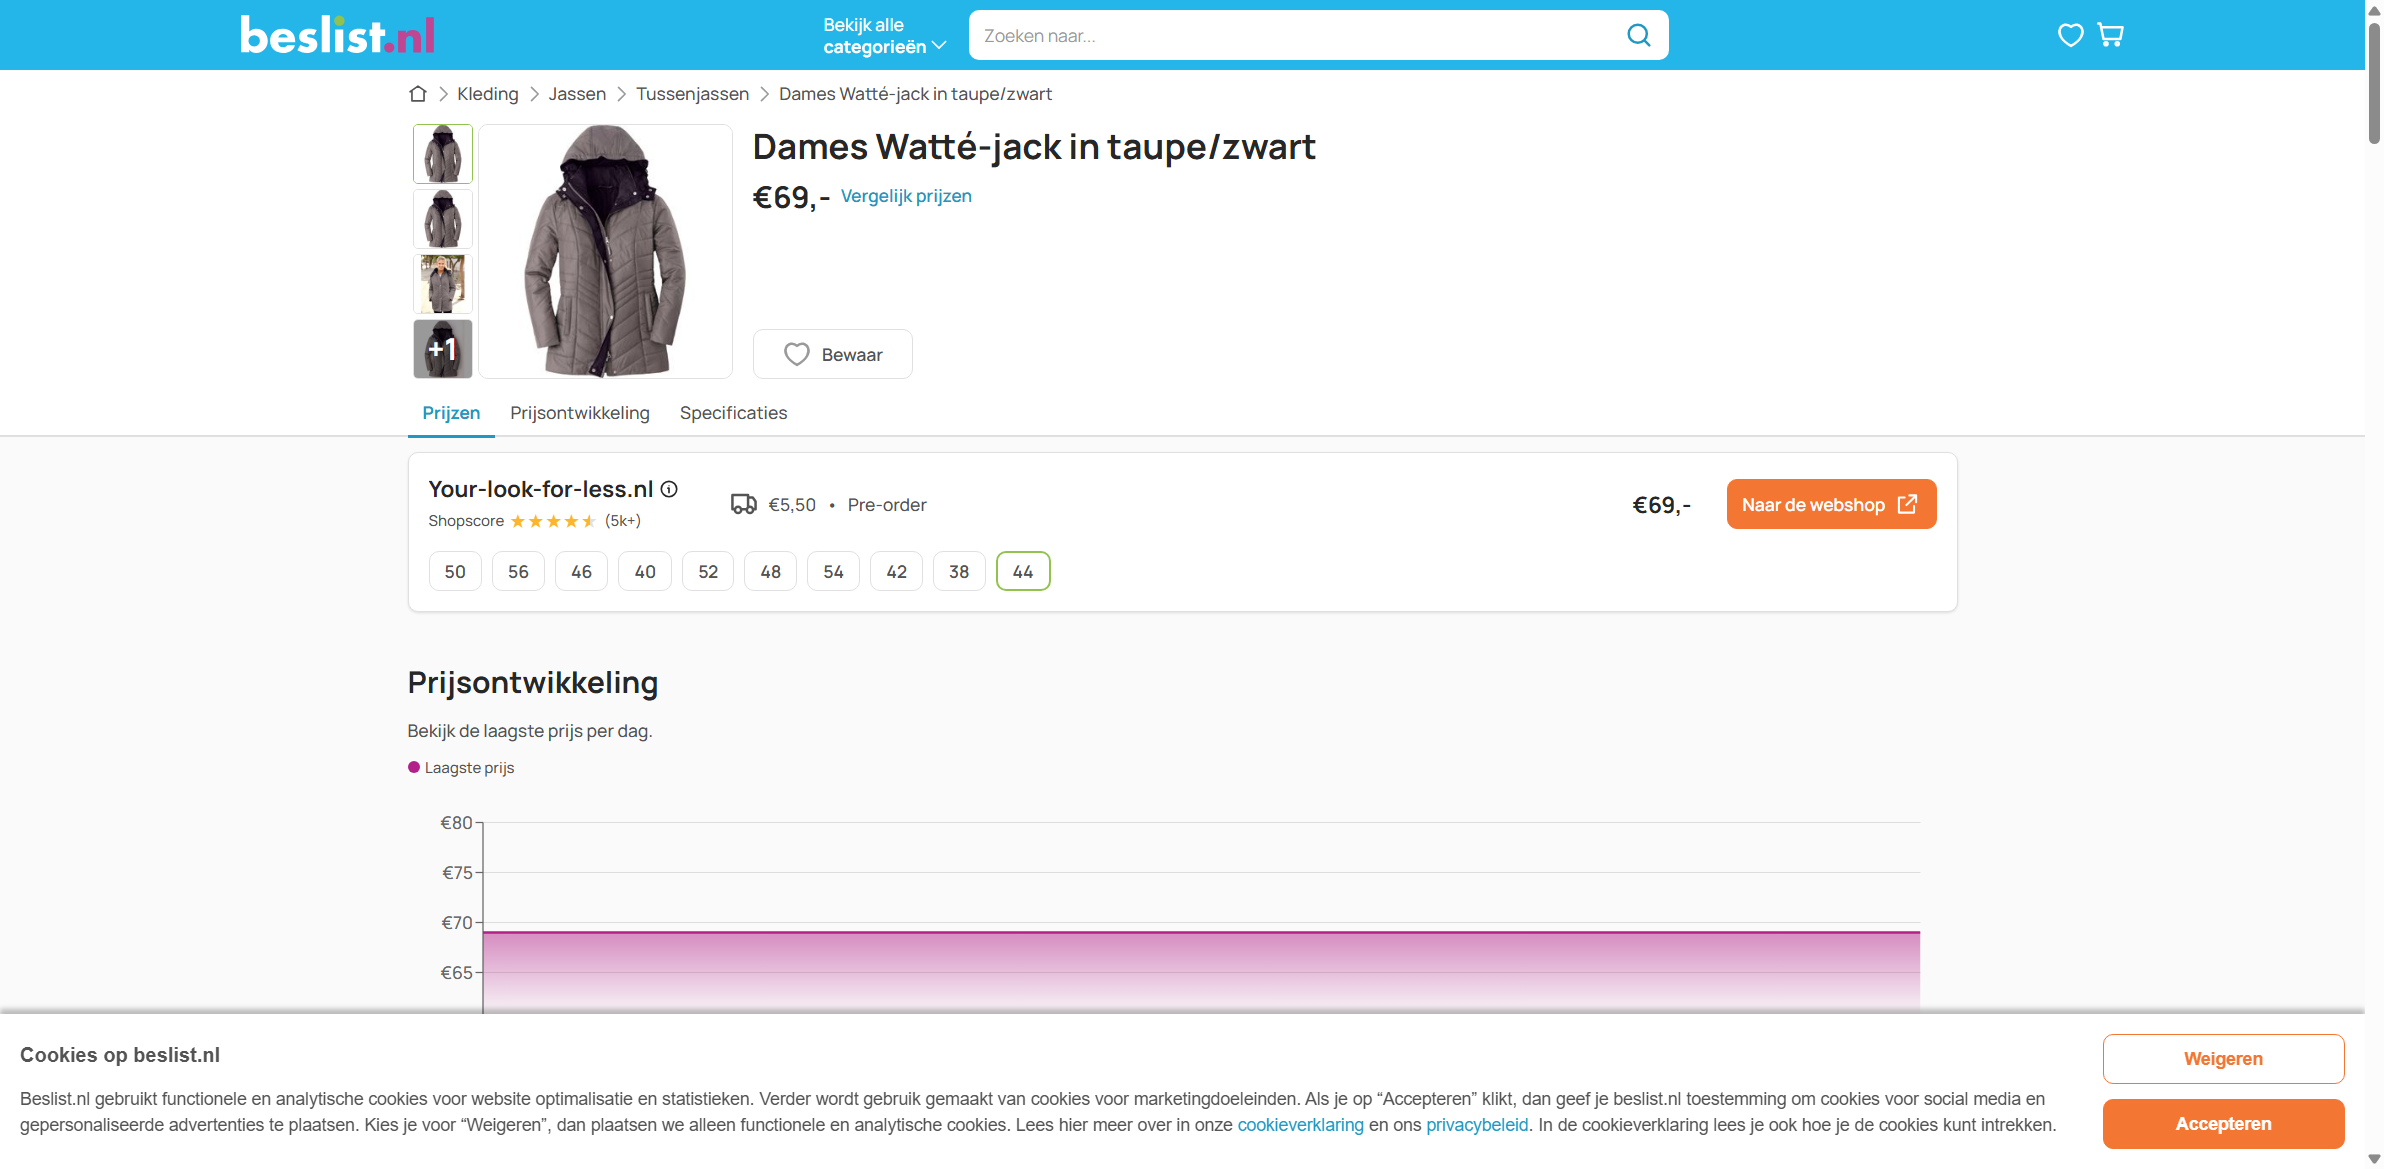 beslist.nl
Bekijk alle
categorieën
Zoeken naar...
Kleding
Jassen
Tussenjassen
Dames Watté-jack in taupe/zwart
Dames Watté-jack in taupe/zwart
€69,- Vergelijk prijzen
+1
Bewaar
Prijzen
Prijsontwikkeling
Specificaties
Your-look-for-less.nl
Shopscore (5k+)
€5,50 • Pre-order
€69,-
Naar de webshop
50 56 46 40 52 48 54 42 38 44
Prijsontwikkeling
Bekijk de laagste prijs per dag.
Laagste prijs
€80
€75
€70
€65
Cookies op beslist.nl
Beslist.nl gebruikt functionele en analytische cookies voor website optimalisatie en statistieken. Verder wordt gebruik gemaakt van cookies voor marketingdoeleinden. Als je op “Accepteren” klikt, dan geef je beslist.nl toestemming om cookies voor social media en
gepersonaliseerde advertenties te plaatsen. Kies je voor “Weigeren”, dan plaatsen we alleen functionele en analytische cookies. Lees hier meer over in onze cookieverklaring en ons privacybeleid. In de cookieverklaring lees je ook hoe je de cookies kunt intrekken.
Weigeren
Accepteren